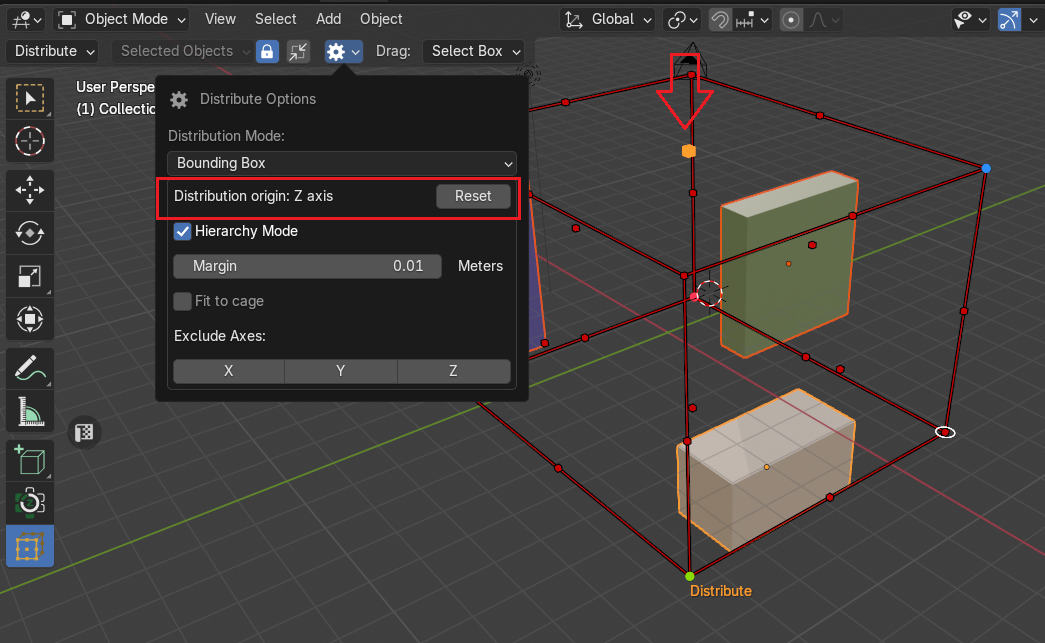 Object Mode View Select Add Object Global
Distribute Selected Objects Drag: Select Box
User Perspe
(1) Collectio
Distribute Options
Distribution Mode:
Bounding Box
Distribution origin: Z axis Reset
Hierarchy Mode
Margin 0.01 Meters
Fit to cage
Exclude Axes:
X Y Z
Distribute